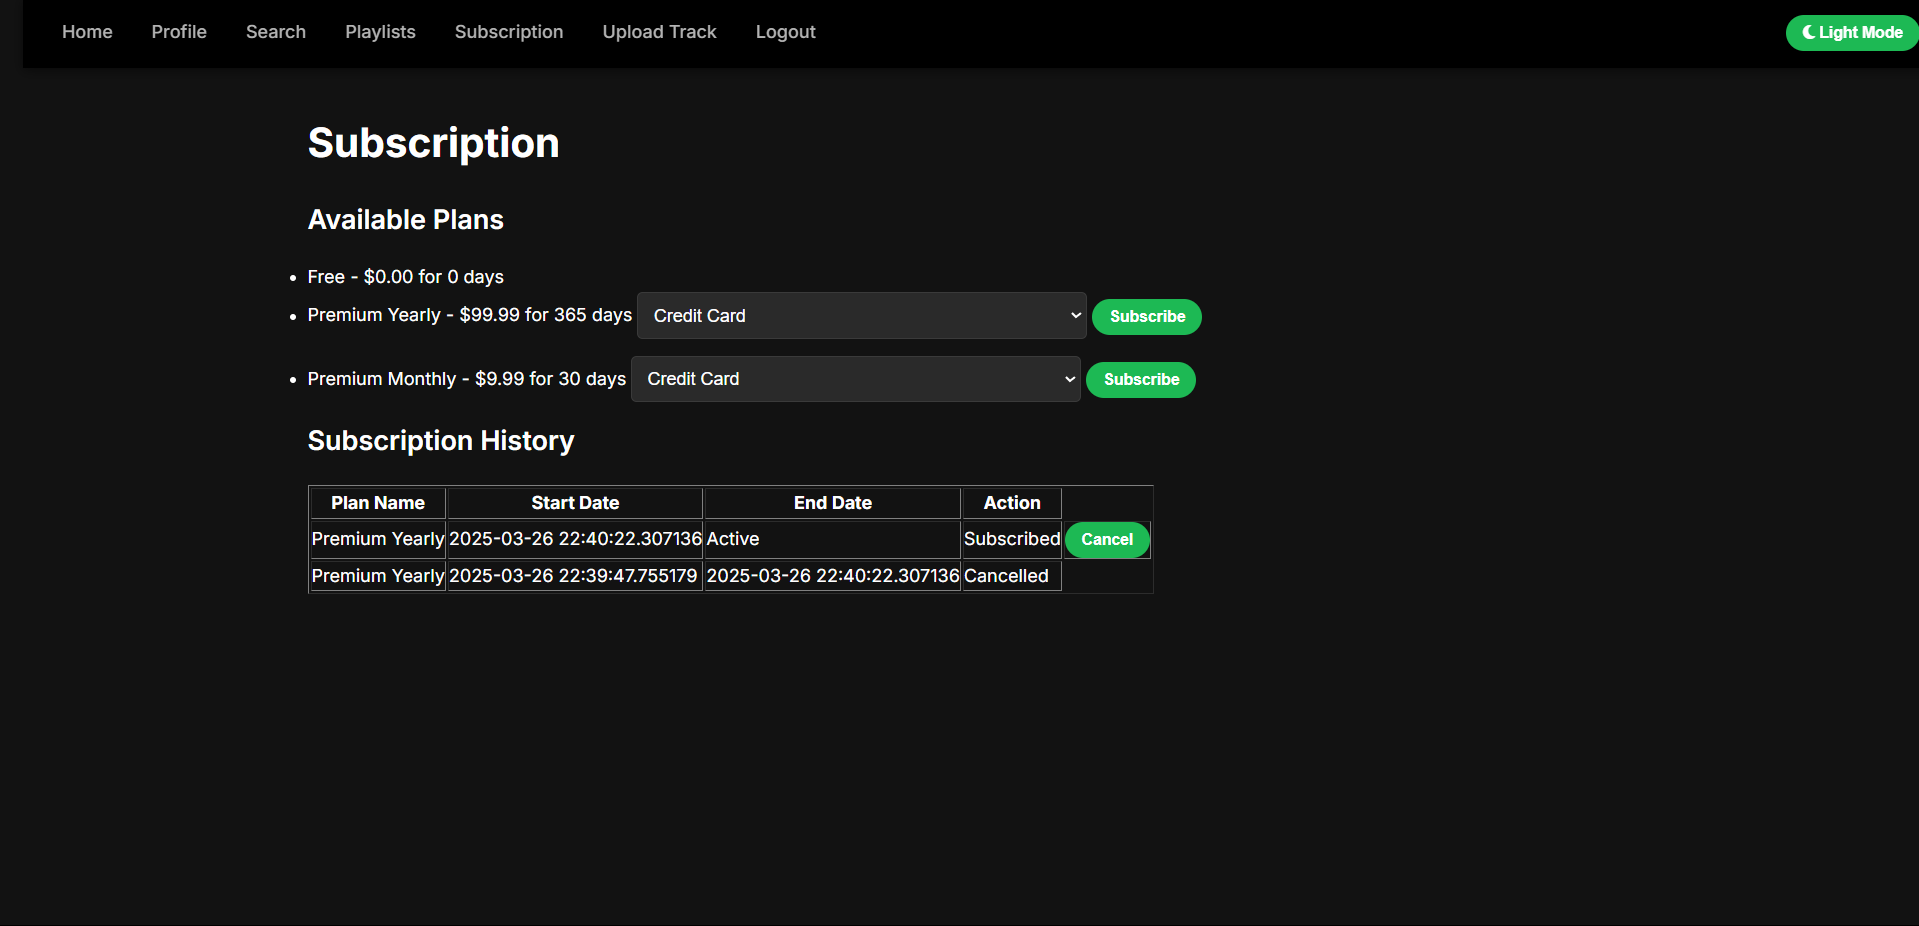 Home Profile Search Playlists Subscription Upload Track Logout Light Mode
Subscription
Available Plans
Free - $0.00 for 0 days
Premium Yearly - $99.99 for 365 days Credit Card Subscribe
Premium Monthly - $9.99 for 30 days Credit Card Subscribe
Subscription History
Plan Name Start Date End Date Action
Premium Yearly 2025-03-26 22:40:22.307136 Active Subscribed Cancel
Premium Yearly 2025-03-26 22:39:47.755179 2025-03-26 22:40:22.307136 Cancelled